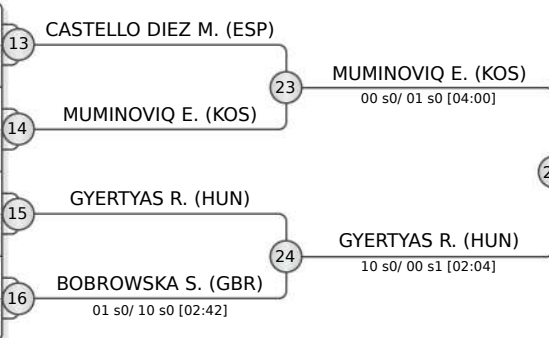 13
CASTELLO DIEZ M. (ESP)
23
MUMINOVIQ E. (KOS)
00 s0/ 01 s0 [04:00]
14
MUMINOVIQ E. (KOS)
15
GYERTYAS R. (HUN)
24
GYERTYAS R. (HUN)
10 s0/ 00 s1 [02:04]
16
BOBROWSKA S. (GBR)
01 s0/ 10 s0 [02:42]